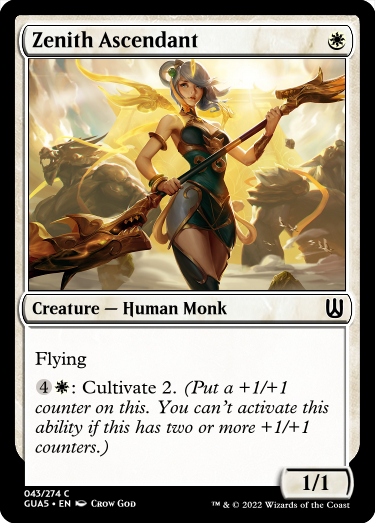 Zenith Ascendant
Creature — Human Monk
Flying
4: Cultivate 2. (Put a +1/+1
counter on this. You can't activate this
ability if this has two or more +1/+1
counters.)
1/1
043/274 C
GUA5 • EN Crow God
™ & © 2022 Wizards of the Coast